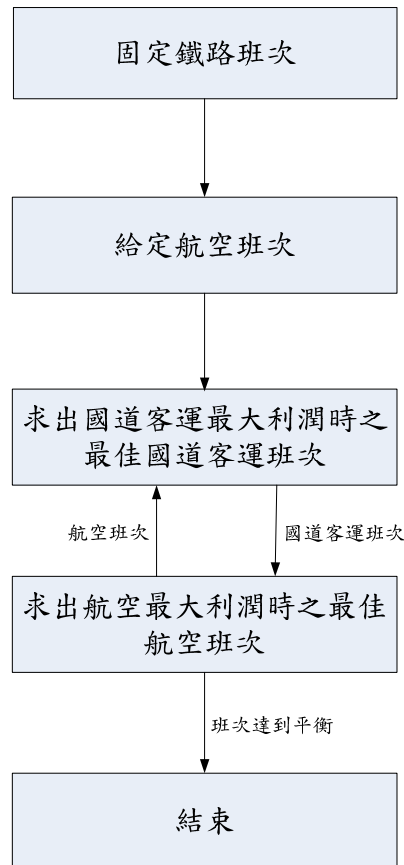 固定鐵路班次
給定航空班次
求出國道客運最大利潤時之
最佳國道客運班次
航空班次
國道客運班次
求出航空最大利潤時之最佳
航空班次
班次達到平衡
結束